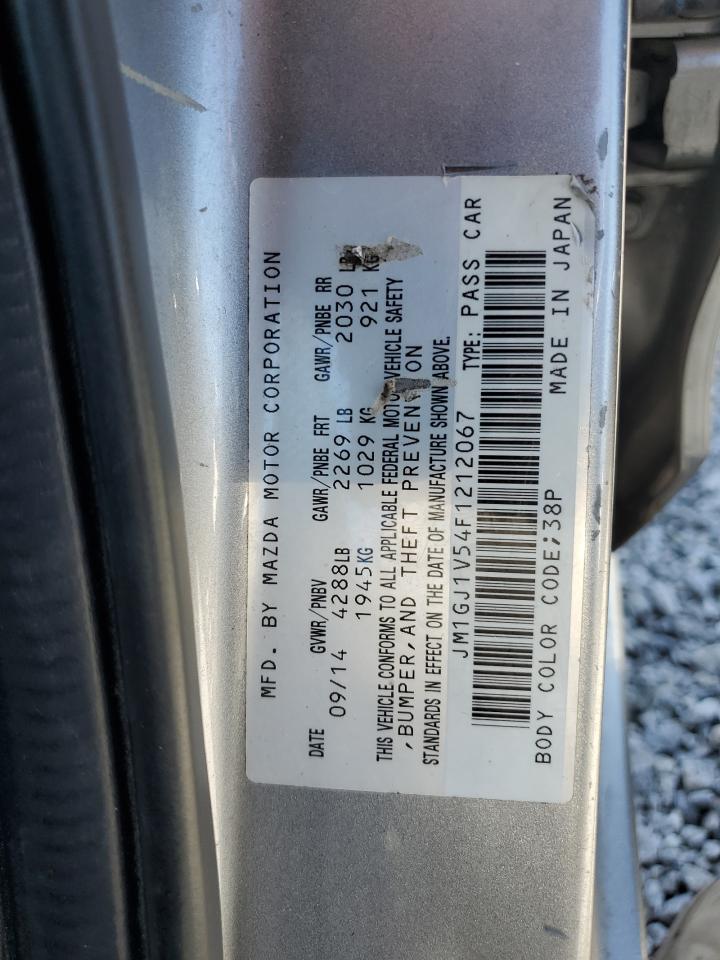 MFD. BY MAZDA MOTOR CORPORATION
DATE GVWR/PNBV GAWR/PNBE FRT GAWR/PNBE RR
09/14 4288LB 2269 LB 2030 LB
1945KG 1029 KG 921 KG
THIS VEHICLE CONFORMS TO ALL APPLICABLE FEDERAL MOTOR VEHICLE SAFETY
,BUMPER,AND THEFT PREVENTION
STANDARDS IN EFFECT ON THE DATE OF MANUFACTURE SHOWN ABOVE.
JM1GJ1V54F1212067 TYPE: PASS CAR
BODY COLOR CODE;38P MADE IN JAPAN